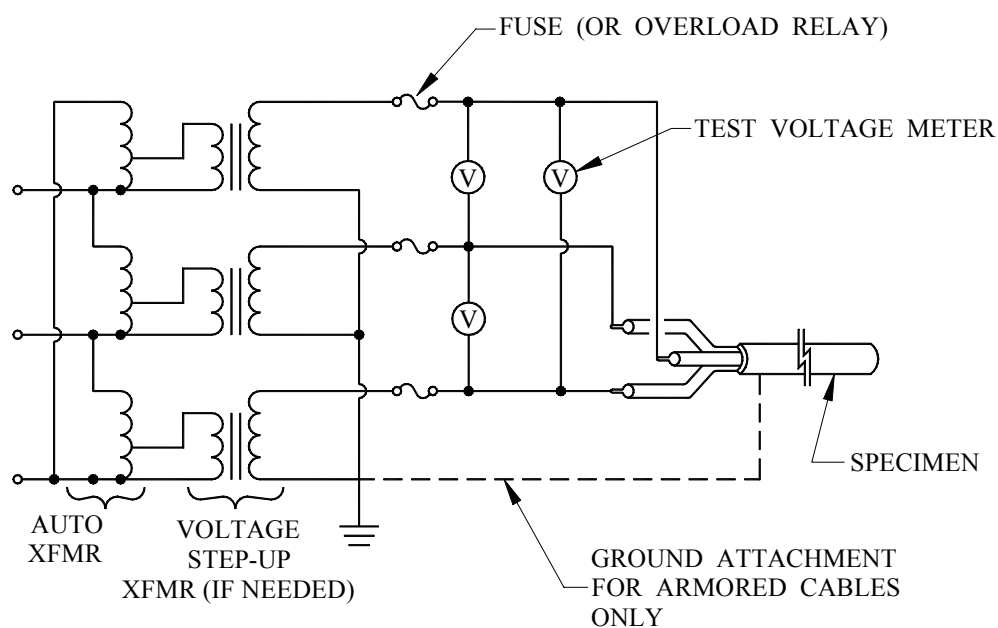 FUSE (OR OVERLOAD RELAY)
TEST VOLTAGE METER
V
V
V
SPECIMEN
AUTO
XFMR
VOLTAGE
STEP-UP
XFMR (IF NEEDED)
GROUND ATTACHMENT
FOR ARMORED CABLES
ONLY